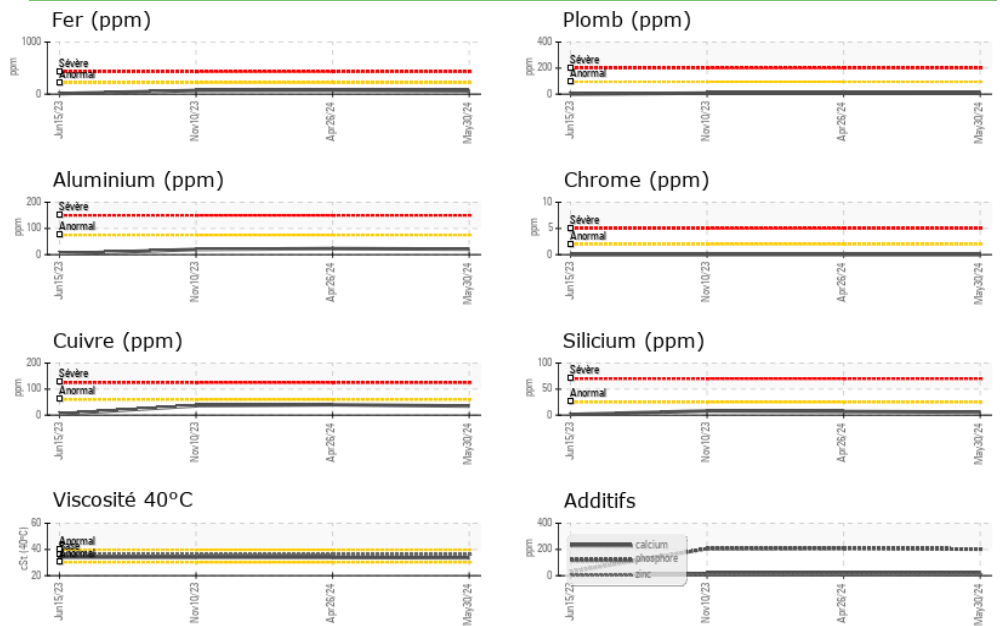 Fer (ppm)
1000
500
0
ppm
Sévère
Anormal
Jun15/23
Nov10/23
Apr26/24
May30/24
Plomb (ppm)
400
200
0
ppm
Sévère
Anormal
Jun15/23
Nov10/23
Apr26/24
May30/24
Aluminium (ppm)
200
100
0
ppm
Sévère
Anormal
Jun15/23
Nov10/23
Apr26/24
May30/24
Chrome (ppm)
10
5
0
ppm
Sévère
Anormal
Jun15/23
Nov10/23
Apr26/24
May30/24
Cuivre (ppm)
200
100
0
ppm
Sévère
Anormal
Jun15/23
Nov10/23
Apr26/24
May30/24
Silicium (ppm)
100
50
0
ppm
Sévère
Anormal
Jun15/23
Nov10/23
Apr26/24
May30/24
Viscosité 40°C
60
40
20
cSt (40°C)
Anormal
Base
Anormal
Jun15/23
Nov10/23
Apr26/24
May30/24
Additifs
400
200
0
ppm
calcium
phosphore
zinc
Jun15/23
Nov10/23
Apr26/24
May30/24